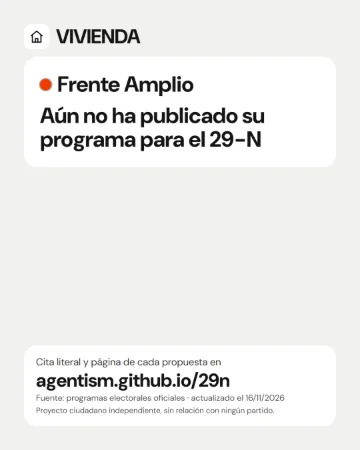 VIVIENDA
Frente Amplio
Aún no ha publicado su
programa para el 29-N
Cita literal y página de cada propuesta en
agentism.github.io/29n
Fuente: programas electorales oficiales · actualizado el 16/11/2026
Proyecto ciudadano independiente, sin relación con ningún partido.